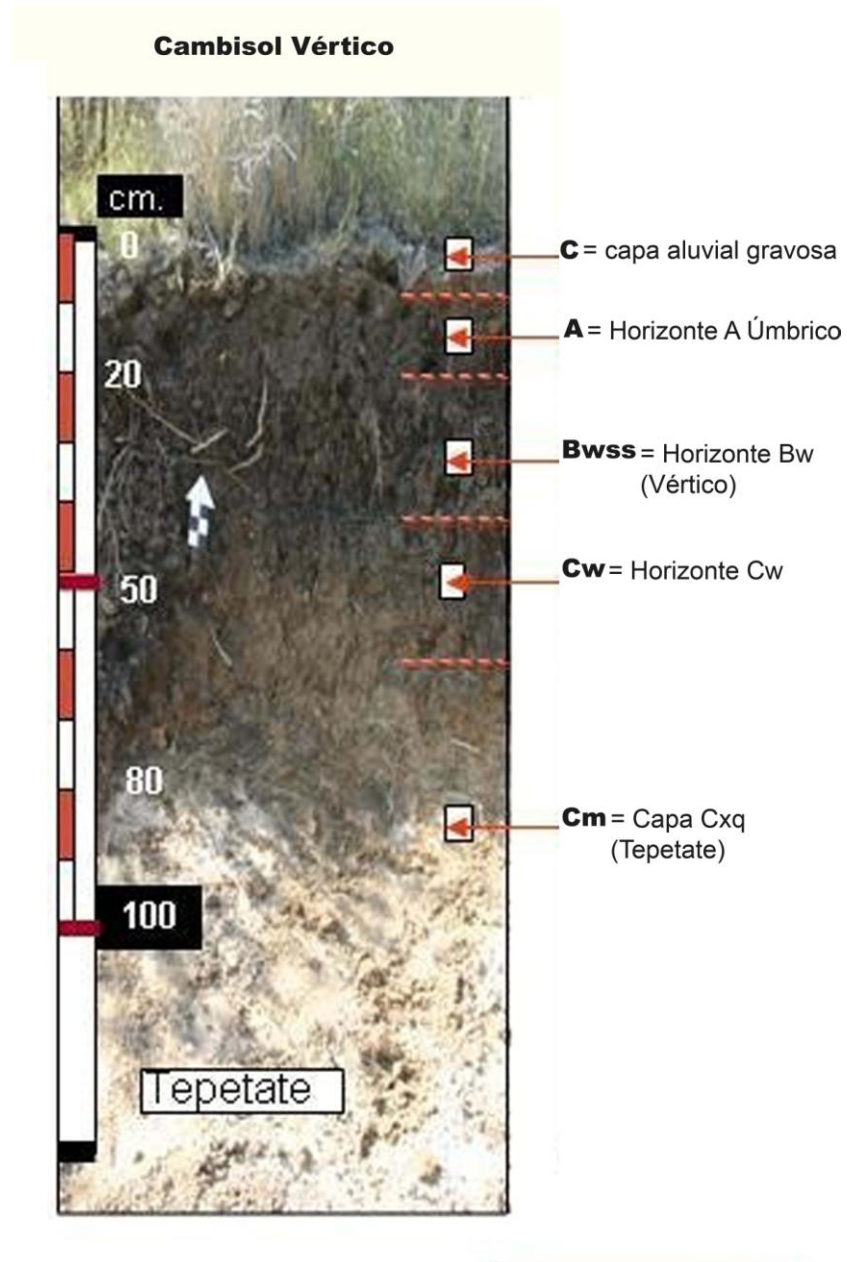 Cambisol Vértico
cm.
0
C = capa aluvial gravosa
A = Horizonte A Úmbrico
20
Bwss = Horizonte Bw
(Vértico)
Cw = Horizonte Cw
50
80
Cm = Capa Cxq
(Tepetate)
100
Tepetate